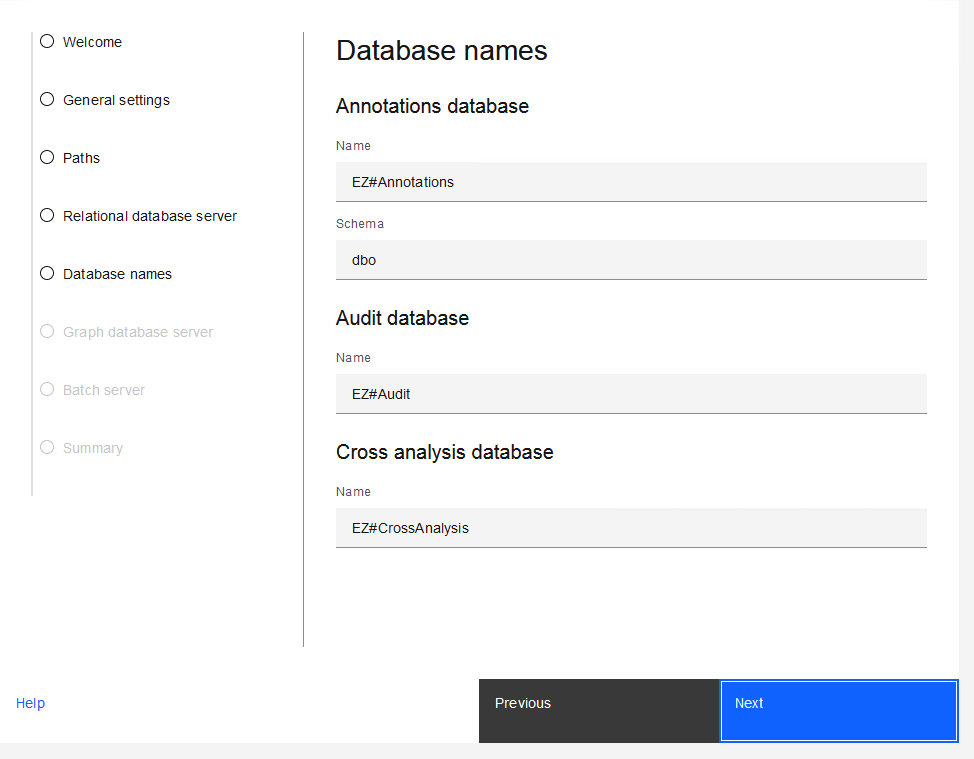 Welcome
General settings
Paths
Relational database server
Database names
Graph database server
Batch server
Summary
Database names
Annotations database
Name
EZ#Annotations
Schema
dbo
Audit database
Name
EZ#Audit
Cross analysis database
Name
EZ#CrossAnalysis
Help
Previous
Next